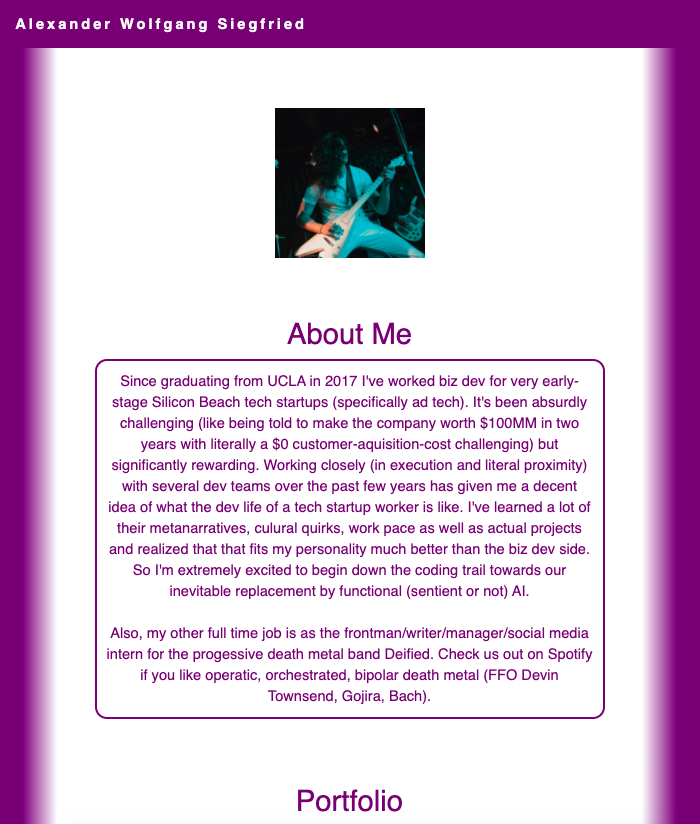 Alexander Wolfgang Siegfried
About Me
Since graduating from UCLA in 2017 I've worked biz dev for very early-
stage Silicon Beach tech startups (specifically ad tech). It's been absurdly
challenging (like being told to make the company worth $100MM in two
years with literally a $0 customer-aquisition-cost challenging) but
significantly rewarding. Working closely (in execution and literal proximity)
with several dev teams over the past few years has given me a decent
idea of what the dev life of a tech startup worker is like. I've learned a lot of
their metanarratives, culural quirks, work pace as well as actual projects
and realized that that fits my personality much better than the biz dev side.
So I'm extremely excited to begin down the coding trail towards our
inevitable replacement by functional (sentient or not) AI.
Also, my other full time job is as the frontman/writer/manager/social media
intern for the progessive death metal band Deified. Check us out on Spotify
if you like operatic, orchestrated, bipolar death metal (FFO Devin
Townsend, Gojira, Bach).
Portfolio